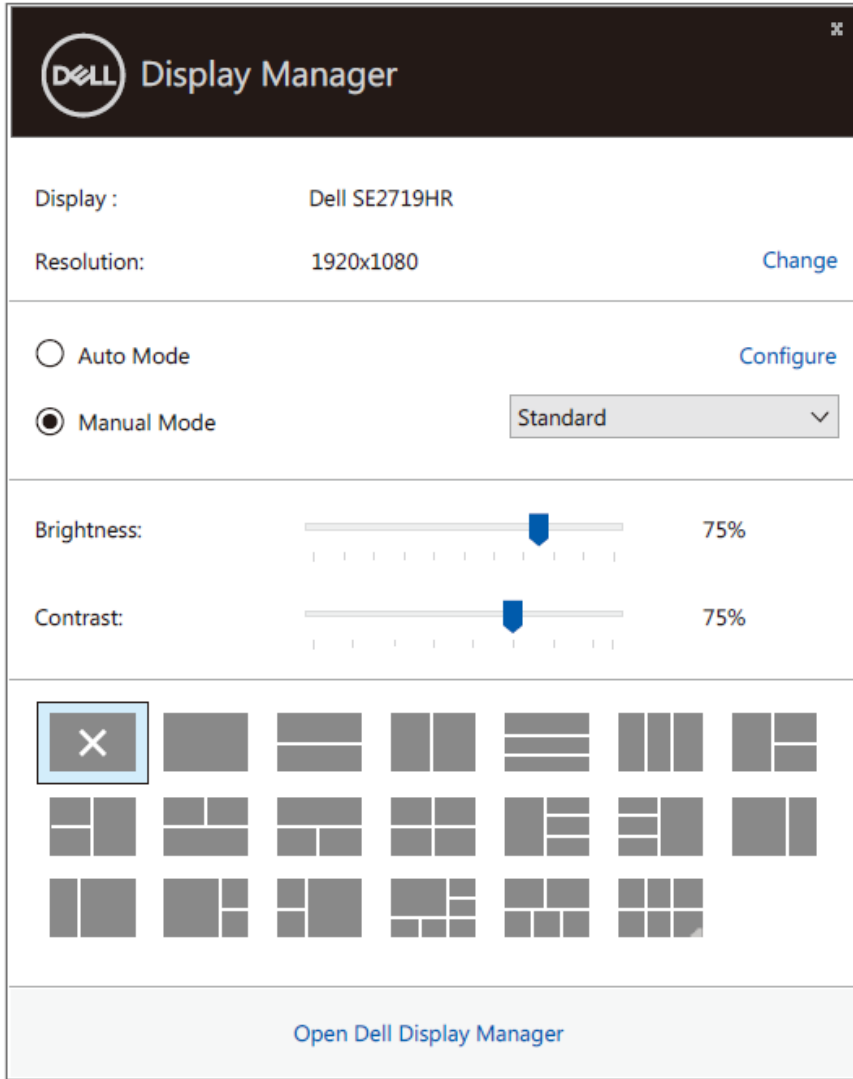 DELL Display Manager
Display : Dell SE2719HR
Resolution: 1920x1080 Change
Auto Mode Configure
Manual Mode Standard
Brightness: 75%
Contrast: 75%
Open Dell Display Manager